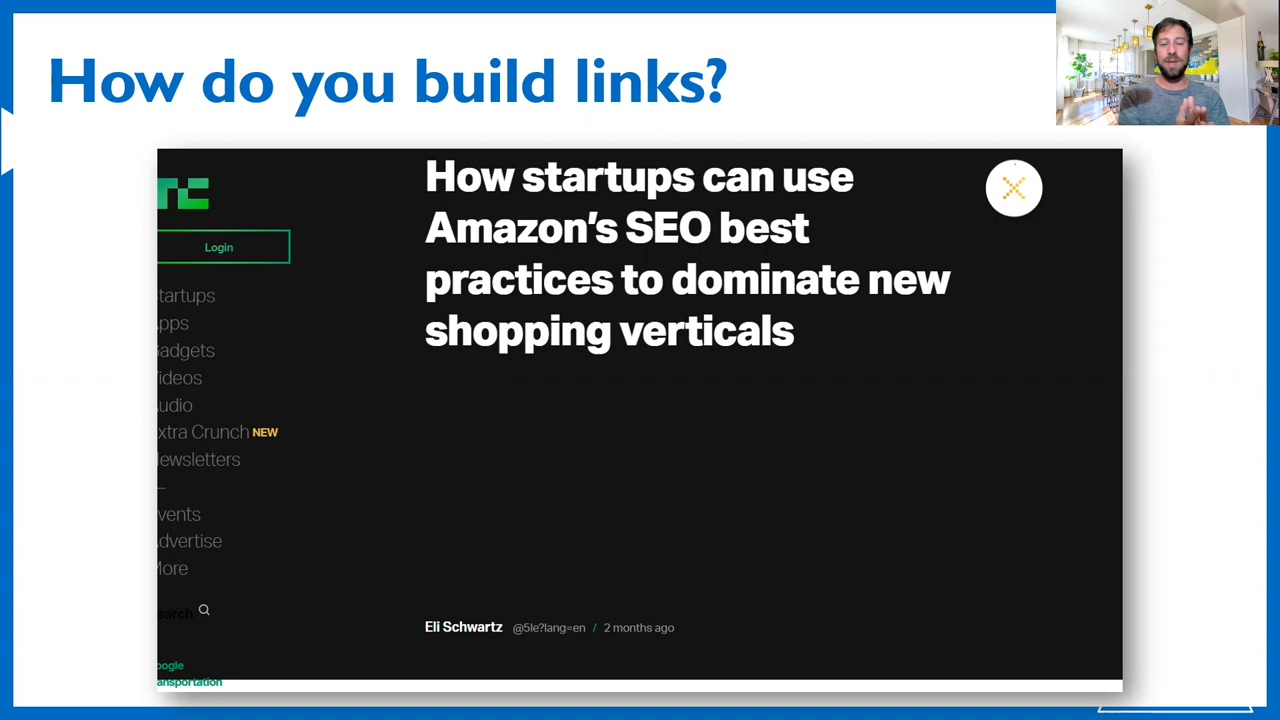 How do you build links?
TC
Login
tartups
pps
adgets
ideos
udio
xtra Crunch NEW
ewsletters
vents
dvertise
More
earch
oogle
ansportation
How startups can use
Amazon's SEO best
practices to dominate new
shopping verticals
Eli Schwartz @5le?lang=en / 2 months ago